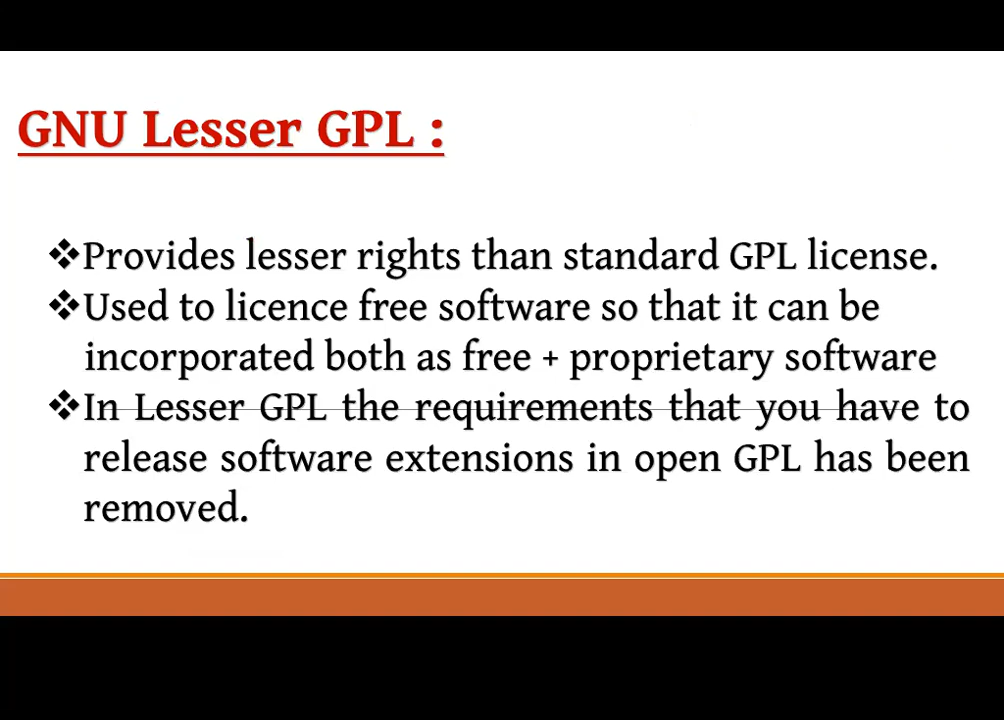 GNU Lesser GPL :
❖Provides lesser rights than standard GPL license.
❖Used to licence free software so that it can be
incorporated both as free + proprietary software
❖In Lesser GPL the requirements that you have to
release software extensions in open GPL has been
removed.